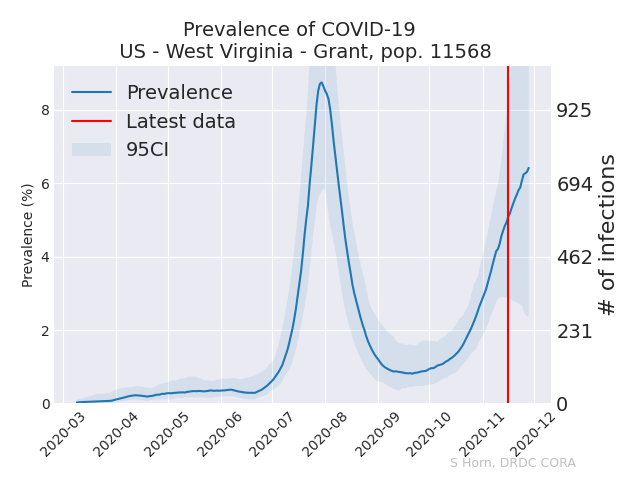 Prevalence of COVID-19
US - West Virginia - Grant, pop. 11568
Prevalence
Latest data
95CI
Prevalence (%)
8
6
4
2
0
925
694
462
231
0
# of infections
2020-03
2020-04
2020-05
2020-06
2020-07
2020-08
2020-09
2020-10
2020-11
2020-12
S Horn, DRDC CORA